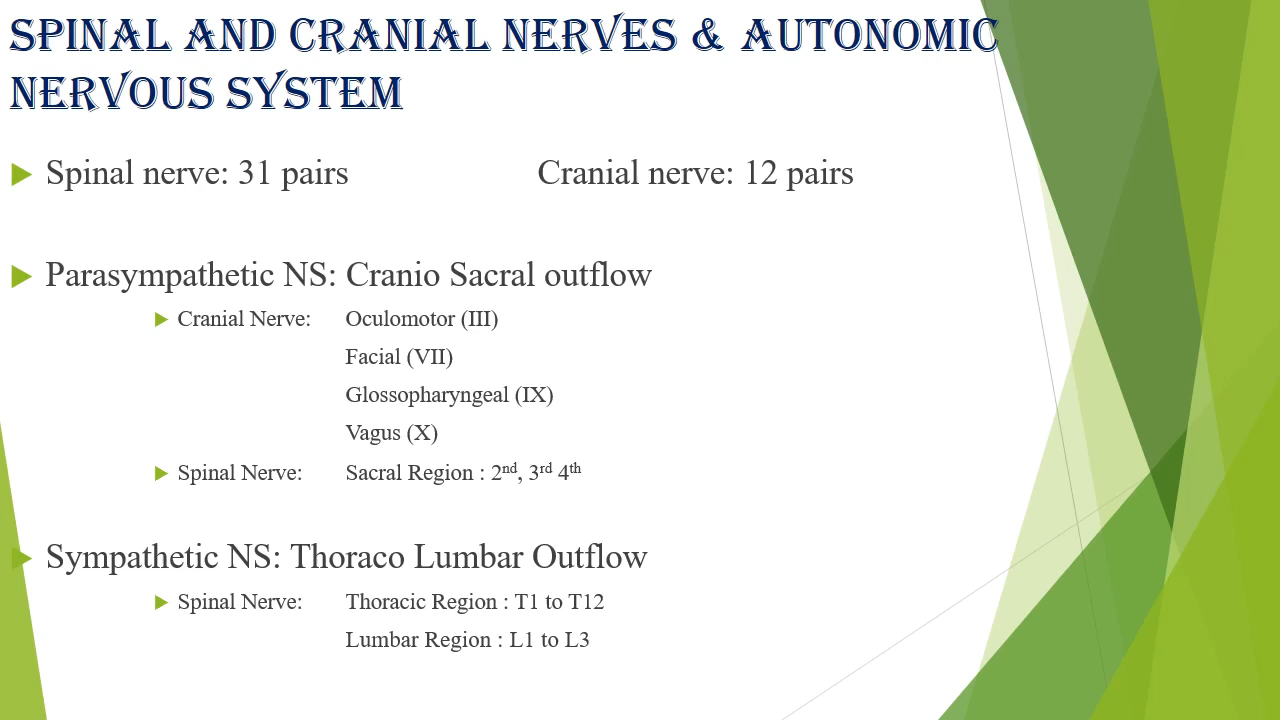 SPINAL AND CRANIAL NERVES & AUTONOMIC
NERVOUS SYSTEM
Spinal nerve: 31 pairs Cranial nerve: 12 pairs
Parasympathetic NS: Cranio Sacral outflow
Cranial Nerve: Oculomotor (III)
Facial (VII)
Glossopharyngeal (IX)
Vagus (X)
Spinal Nerve: Sacral Region : 2nd, 3rd 4th
Sympathetic NS: Thoraco Lumbar Outflow
Spinal Nerve: Thoracic Region : T1 to T12
Lumbar Region : L1 to L3